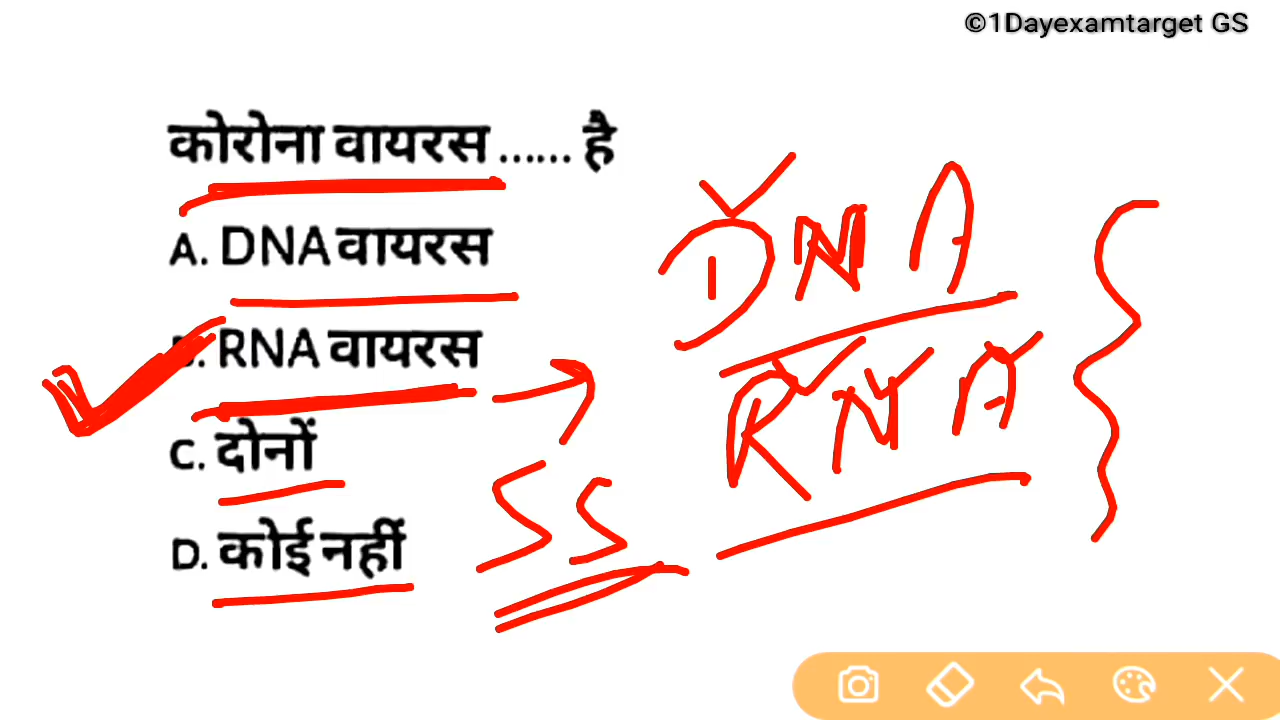 ©1Dayexamtarget GS
कोरोना वायरस ...... है
A. DNA वायरस
B. RNA वायरस
C. दोनों
D. कोई नहीं
DNA
RNA
SS